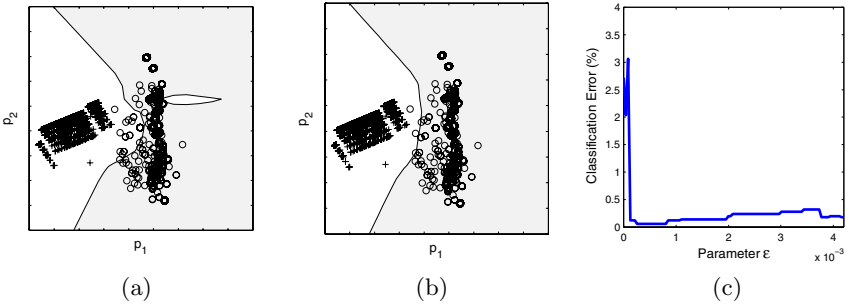 p2
p1
(a)
p2
p1
(b)
Classification Error (%)
4
3.5
3
2.5
2
1.5
1
0.5
0
0 1 2 3 4
Parameter ε
x 10⁻³
(c)